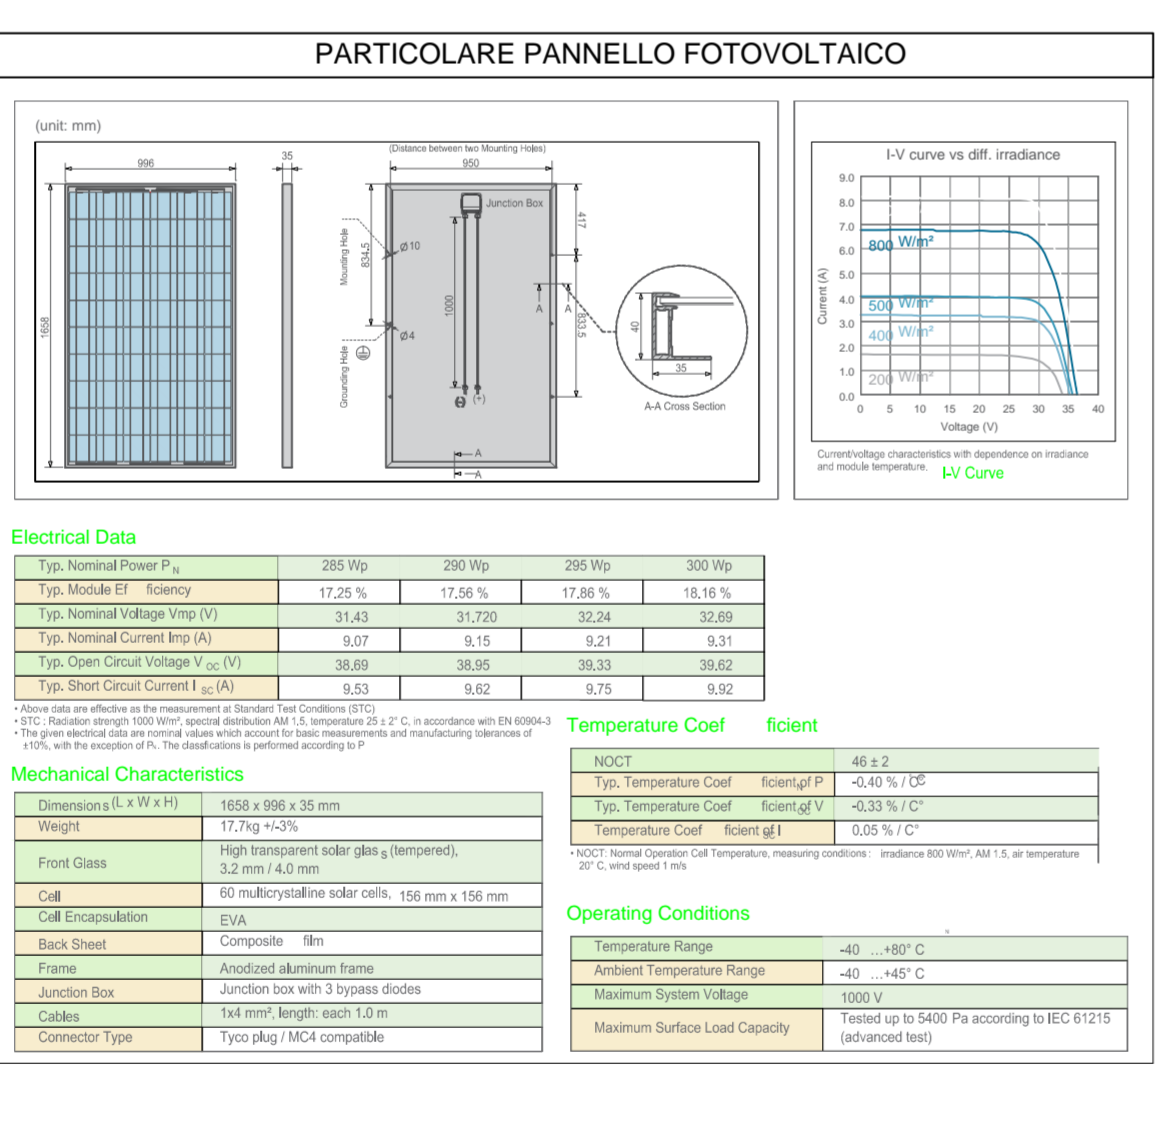 PARTICOLARE PANNELLO FOTOVOLTAICO
(unit: mm)
996
35
(Distance between two Mounting Holes)
950
1658
Junction Box
417
Mounting Hole
834.5
Ø10
1000
A
A
833.5
Grounding Hole
Ø4
(-)
(+)
A
A
40
35
A-A Cross Section
I-V curve vs diff. irradiance
9.0
8.0
7.0
6.0
5.0
4.0
3.0
2.0
1.0
0.0
Current (A)
800 W/m²
500 W/m²
400 W/m²
200 W/m²
0 5 10 15 20 25 30 35 40
Voltage (V)
Current/voltage characteristics with dependence on irradiance
and module temperature.
I-V Curve
Electrical Data
Typ. Nominal Power P N 285 Wp 290 Wp 295 Wp 300 Wp
Typ. Module Ef ficiency 17.25 % 17.56 % 17.86 % 18.16 %
Typ. Nominal Voltage Vmp (V) 31.43 31.720 32.24 32.69
Typ. Nominal Current Imp (A) 9.07 9.15 9.21 9.31
Typ. Open Circuit Voltage V OC (V) 38.69 38.95 39.33 39.62
Typ. Short Circuit Current I SC (A) 9.53 9.62 9.75 9.92
• Above data are effective as the measurement at Standard Test Conditions (STC)
• STC : Radiation strength 1000 W/m², spectral distribution AM 1,5, temperature 25 ± 2° C, in accordance with EN 60904-3
• The given electrical data are nominal values which account for basic measurements and manufacturing tolerances of
±10%, with the exception of PN. The classfications is performed according to P
Mechanical Characteristics
Dimensions (L x W x H) 1658 x 996 x 35 mm
Weight 17.7kg +/-3%
Front Glass High transparent solar glas s (tempered),
3.2 mm / 4.0 mm
Cell 60 multicrystalline solar cells, 156 mm x 156 mm
Cell Encapsulation EVA
Back Sheet Composite film
Frame Anodized aluminum frame
Junction Box Junction box with 3 bypass diodes
Cables 1x4 mm², length: each 1.0 m
Connector Type Tyco plug / MC4 compatible
Temperature Coef ficient
NOCT 46 ± 2
Typ. Temperature Coef ficient of P N -0.40 % / C°
Typ. Temperature Coef ficient of V OC -0.33 % / C°
Temperature Coef ficient of I SC 0.05 % / C°
• NOCT: Normal Operation Cell Temperature, measuring conditions : irradiance 800 W/m², AM 1,5, air temperature
20° C, wind speed 1 m/s
Operating Conditions
N
Temperature Range -40 …+80° C
Ambient Temperature Range -40 …+45° C
Maximum System Voltage 1000 V
Maximum Surface Load Capacity Tested up to 5400 Pa according to IEC 61215
(advanced test)